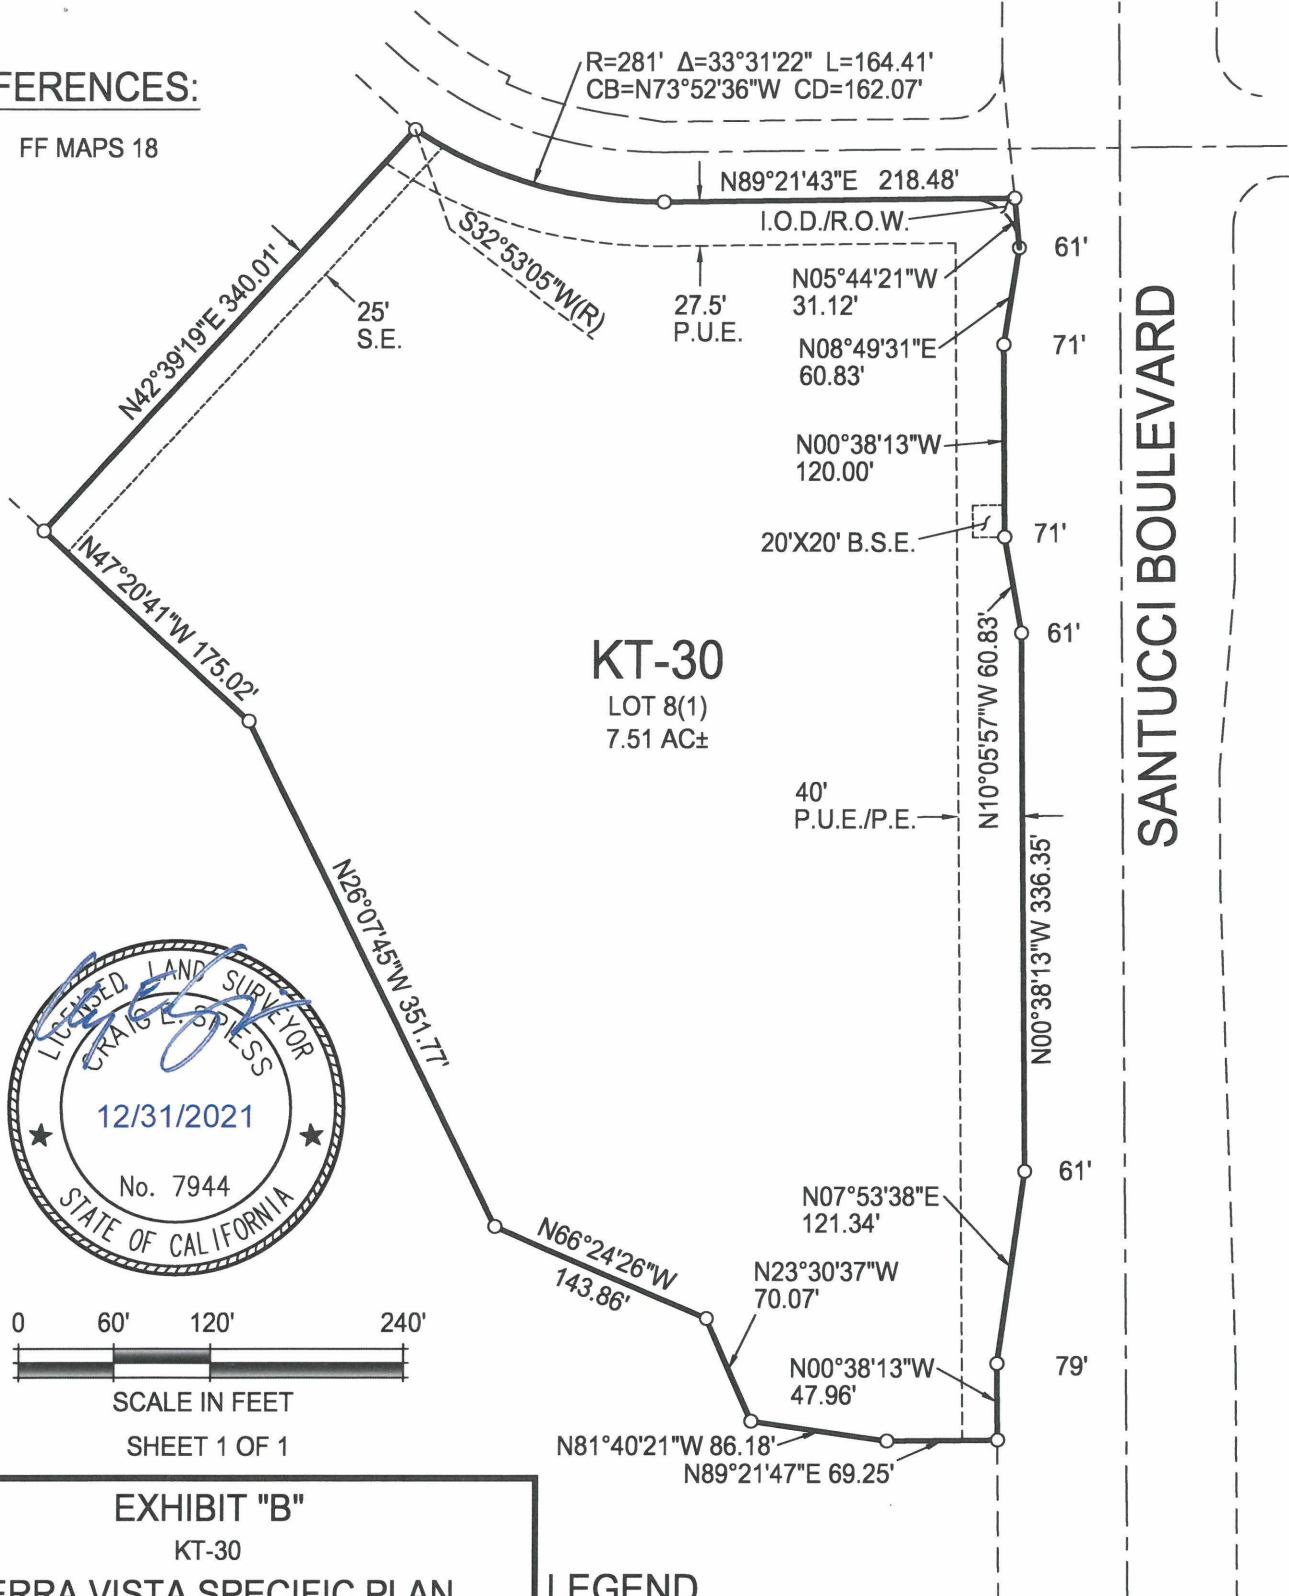 FERENCES:
FF MAPS 18
R=281' Δ=33°31'22" L=164.41'
CB=N73°52'36"W CD=162.07'
N89°21'43"E 218.48'
I.O.D./R.O.W.
S32°53'05"W(R)
N42°39'19"E 340.01'
25'
S.E.
27.5'
P.U.E.
N05°44'21"W
31.12'
61'
N08°49'31"E
60.83'
71'
N00°38'13"W
120.00'
20'X20' B.S.E.
71'
N47°20'41"W 175.02'
61'
N10°05'57"W 60.83'
SANTUCCI BOULEVARD
KT-30
LOT 8(1)
7.51 AC±
40'
P.U.E./P.E.
N00°38'13"W 336.35'
N26°07'45"W 351.77'
LICENSED LAND SURVEYOR
CRAIG E. SPIESS
12/31/2021
No. 7944
STATE OF CALIFORNIA
61'
N07°53'38"E
121.34'
N66°24'26"W
143.86'
N23°30'37"W
70.07'
79'
N00°38'13"W
47.96'
N81°40'21"W 86.18'
N89°21'47"E 69.25'
0 60' 120' 240'
SCALE IN FEET
SHEET 1 OF 1
EXHIBIT "B"
KT-30
ERRA VISTA SPECIFIC PLAN
LEGEND